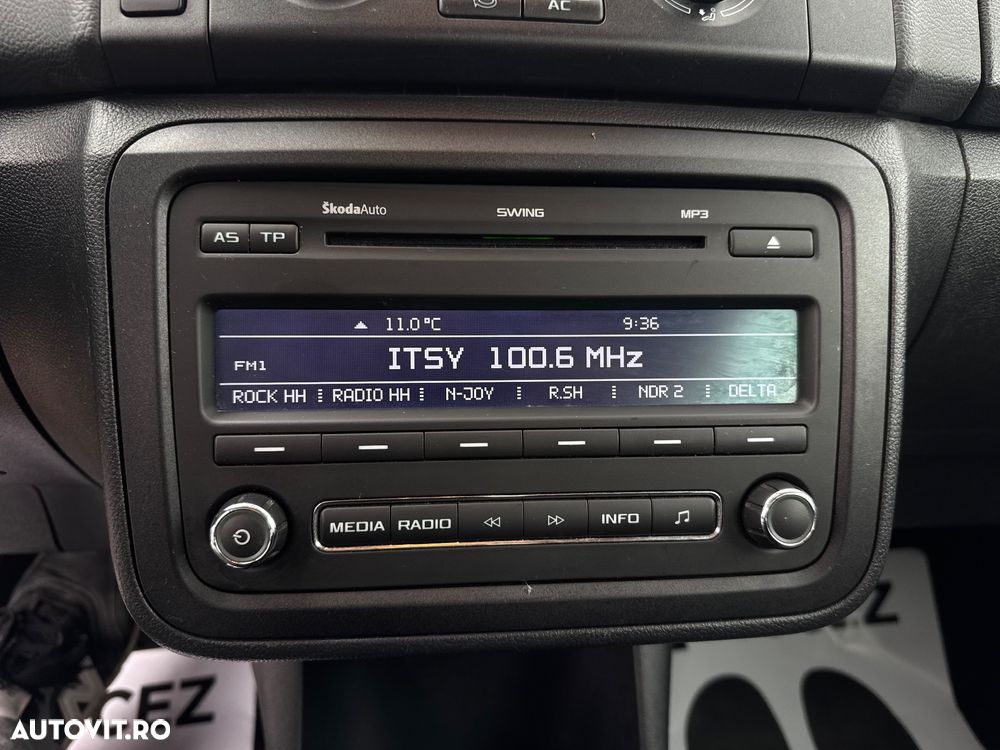 AC
ŠkodaAuto SWING MP3
AS TP
11.0°C 9:36
FM1 ITSY 100.6 MHz
ROCK HH RADIO HH N-JOY R.SH NDR 2 DELTA
MEDIA RADIO INFO
CEZ
EZ
AUTOVIT.RO